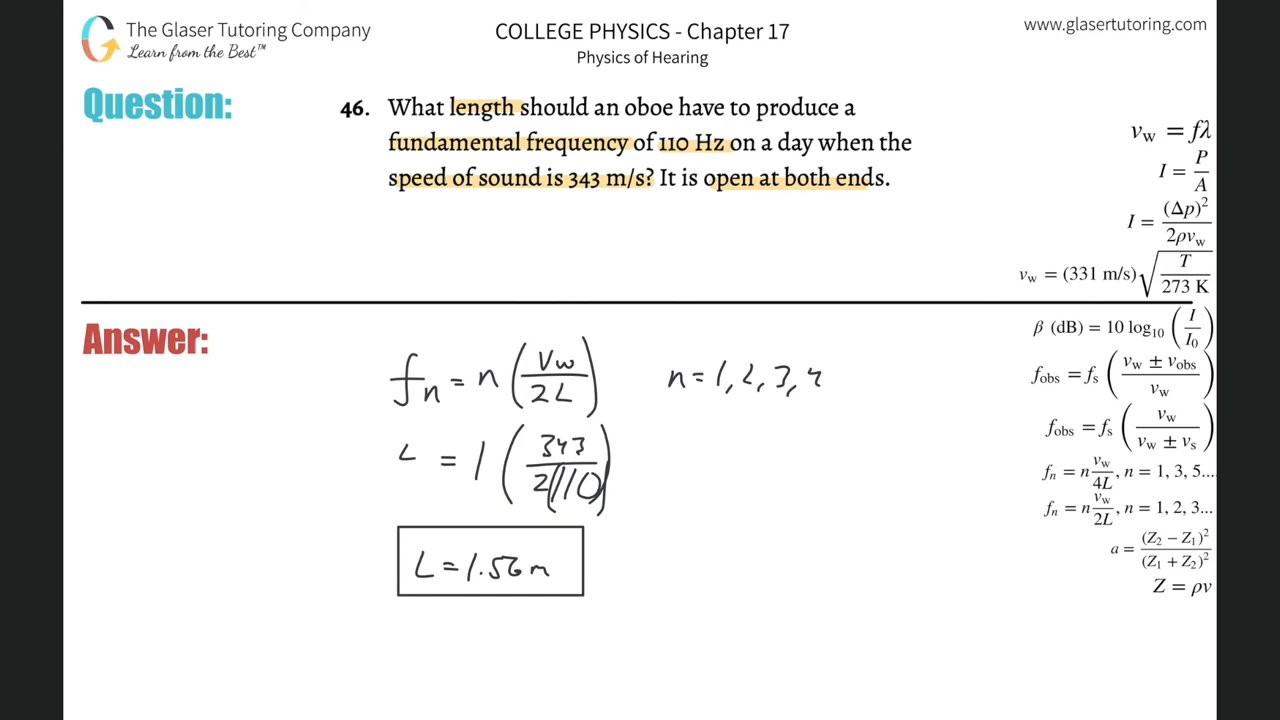 The Glaser Tutoring Company
Learn from the Best™
COLLEGE PHYSICS - Chapter 17
Physics of Hearing
www.glasertutoring.com
Question:
46. What length should an oboe have to produce a
fundamental frequency of 110 Hz on a day when the
speed of sound is 343 m/s? It is open at both ends.
v_w = fλ
I = P/A
I = (Δp)²/2ρv_w
v_w = (331 m/s)√(T/273 K)
Answer:
f_n = n (V_w/2L) n = 1, 2, 3, 4
L = 1 (343/2(110))
L = 1.56 m
β (dB) = 10 log₁₀ (I/I₀)
f_obs = f_s ((v_w ± v_obs)/v_w)
f_obs = f_s (v_w/(v_w ± v_s))
f_n = n v_w/4L, n = 1, 3, 5...
f_n = n v_w/2L, n = 1, 2, 3...
a = (Z₂ − Z₁)²/(Z₁ + Z₂)²
Z = ρv